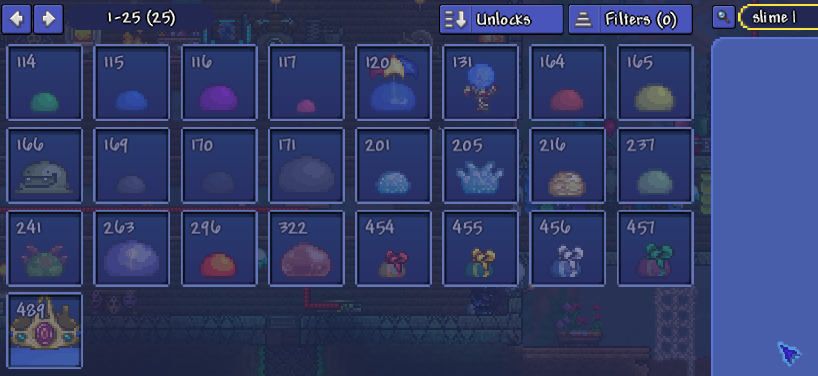 1-25 (25)
Unlocks
Filters (0)
slime|
114 115 116 117 120 131 164 165
166 169 170 171 201 205 216 237
241 263 296 322 454 455 456 457
489